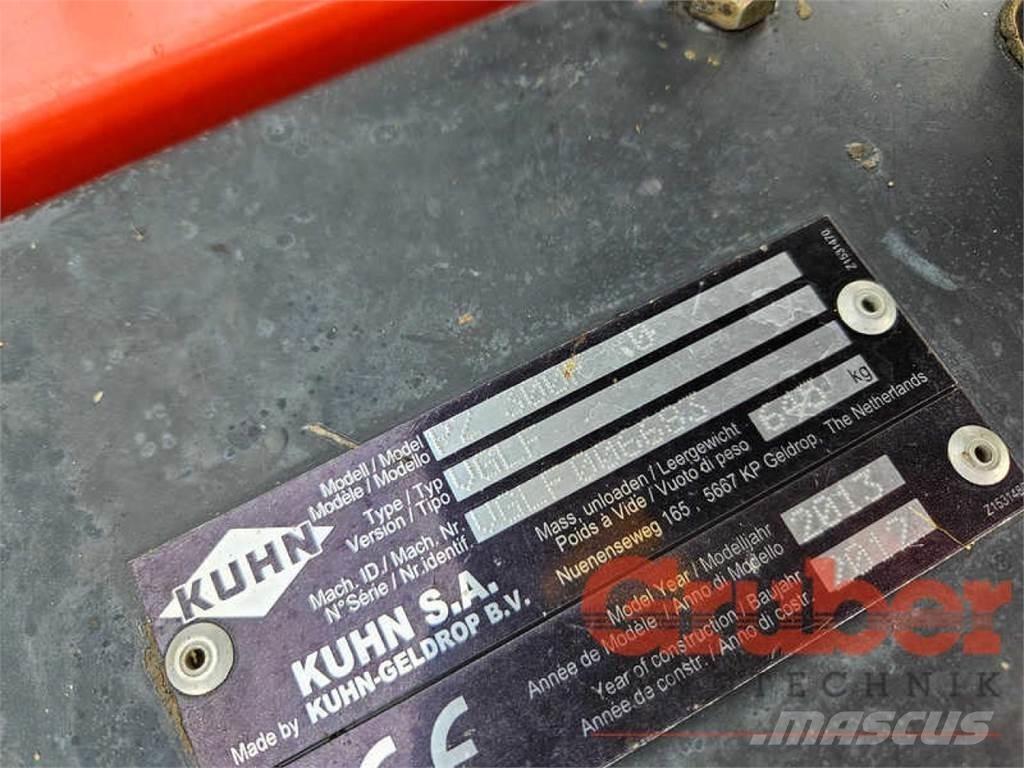 Z1531470
KUHN
Modell / Model
Modèle / Modello
Type / Typ
Version / Tipo
VGLF
Mach. ID./ Mach. Nr.
N°Série / Nr.identif.
Mass, unloaden / Leergewicht
Poids à Vide / Vuoto di peso
kg
KUHN S.A.
Nuenenseweg 165 . 5667 KP Geldrop, The Netherlands
Made by KUHN-GELDROP B.V.
Model Year / Modelljahr
Année de Modèle / Anno di Modello
2013
Year of construction / Baujahr
Année de constr. / Anno di costr.
CE
Gruber
TECHNIK
MASCUS